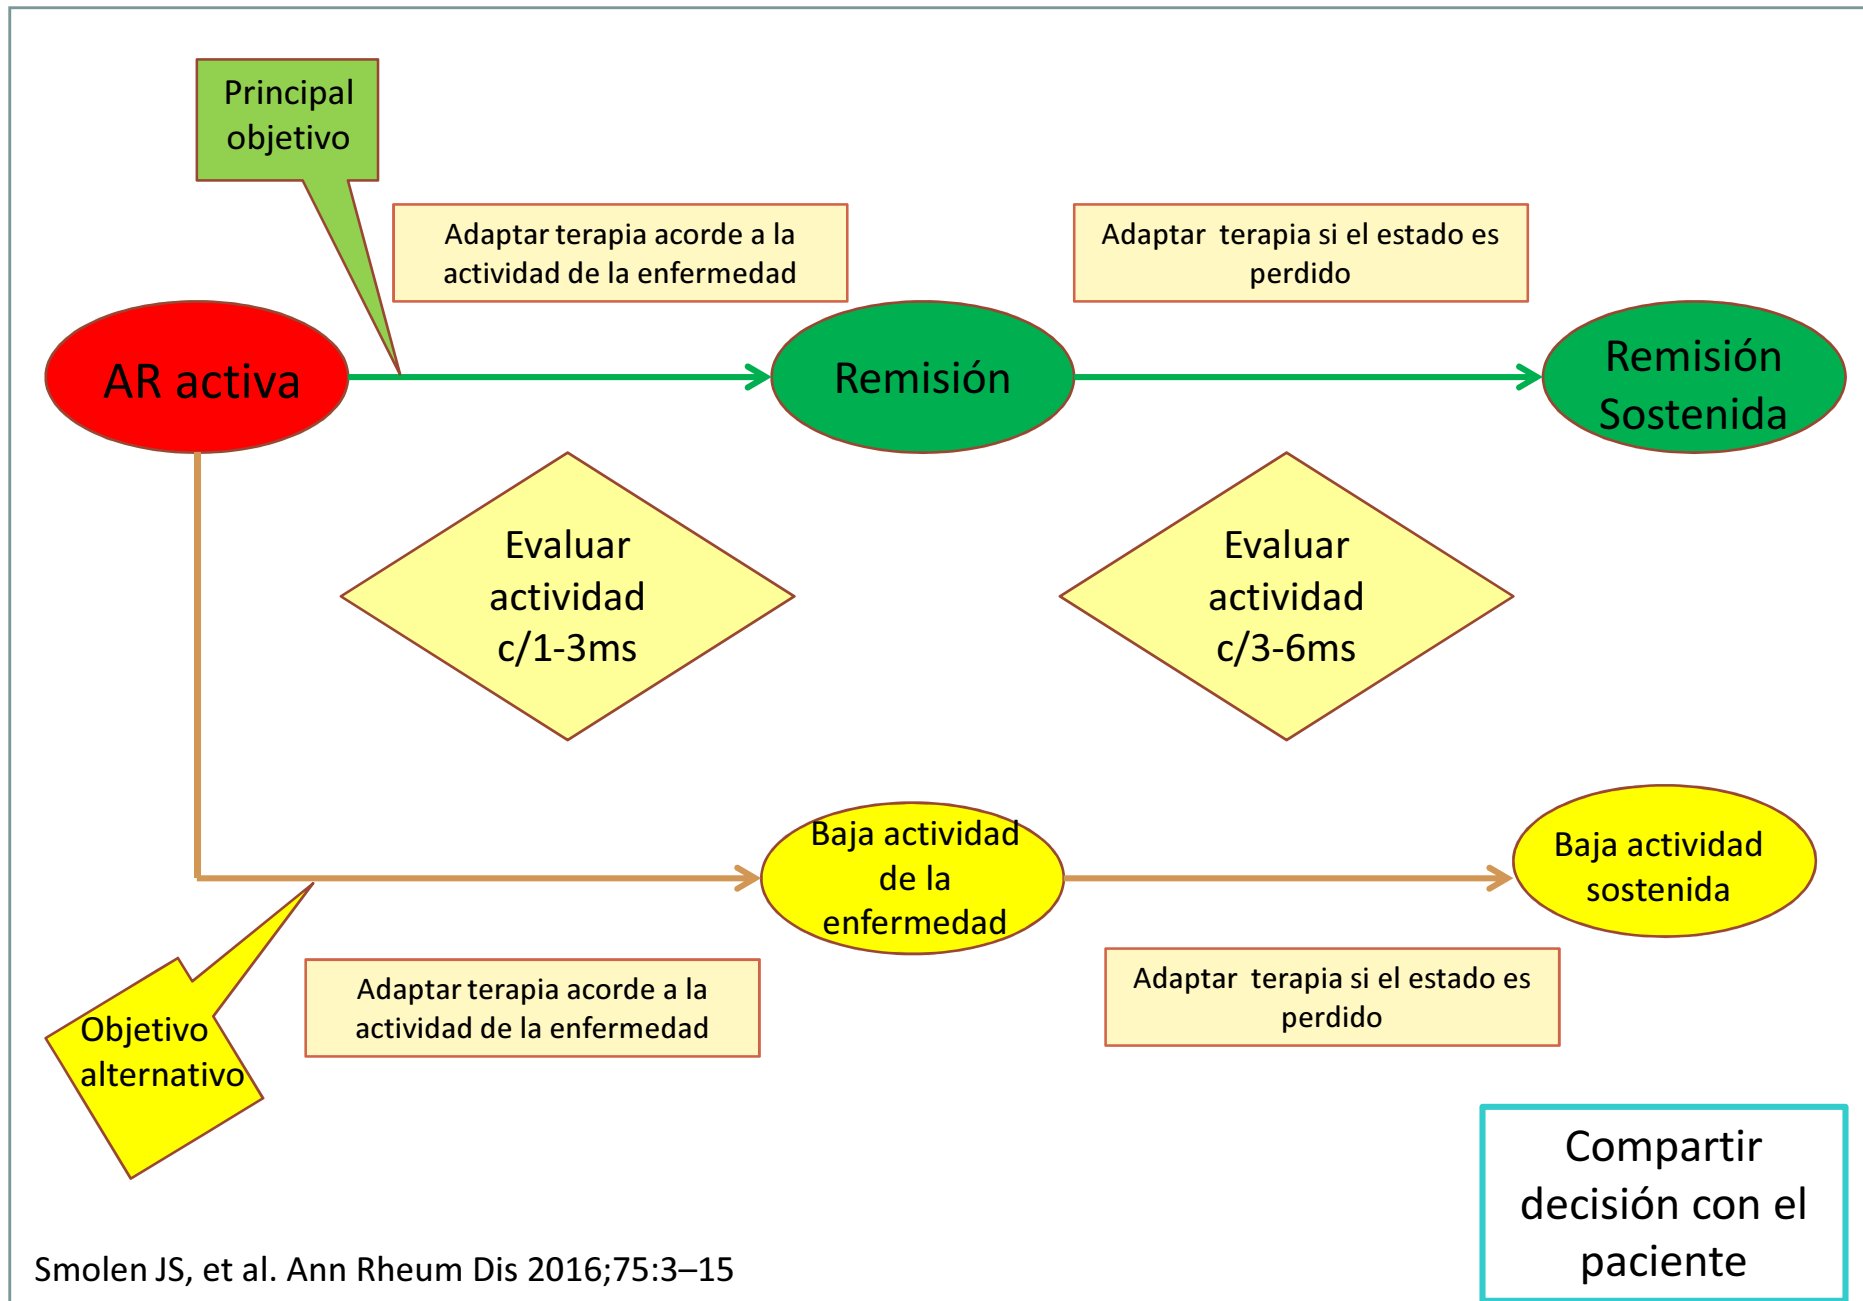 Principal
objetivo
Adaptar terapia acorde a la
actividad de la enfermedad
Adaptar terapia si el estado es
perdido
AR activa
Remisión
Remisión
Sostenida
Evaluar
actividad
c/1-3ms
Evaluar
actividad
c/3-6ms
Baja actividad
de la
enfermedad
Baja actividad
sostenida
Objetivo
alternativo
Adaptar terapia acorde a la
actividad de la enfermedad
Adaptar terapia si el estado es
perdido
Compartir
decisión con el
paciente
Smolen JS, et al. Ann Rheum Dis 2016;75:3–15